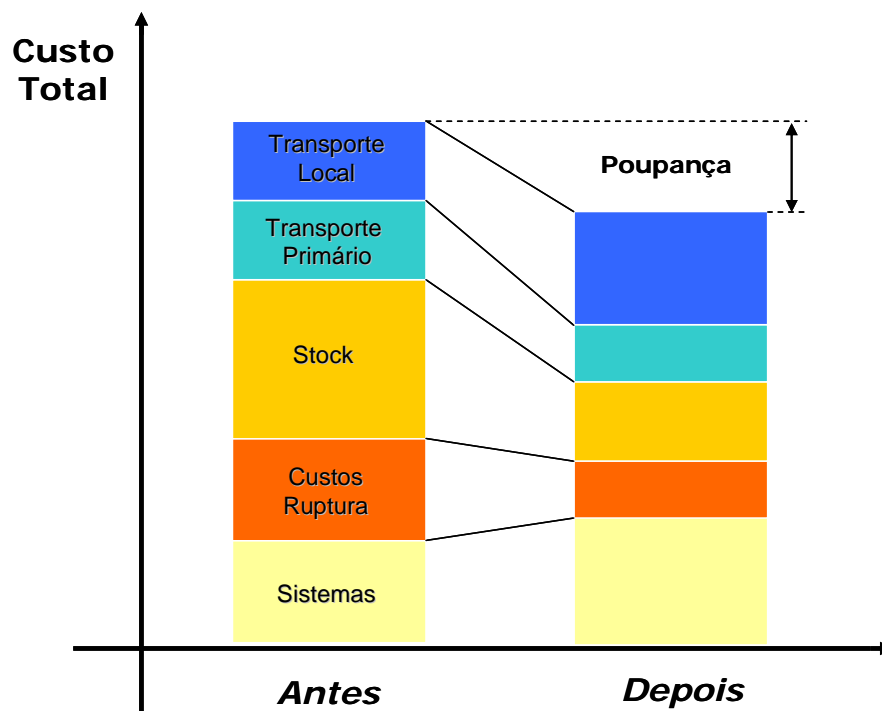 Custo
Total
Transporte
Local
Poupança
Transporte
Primário
Stock
Custos
Ruptura
Sistemas
Antes
Depois